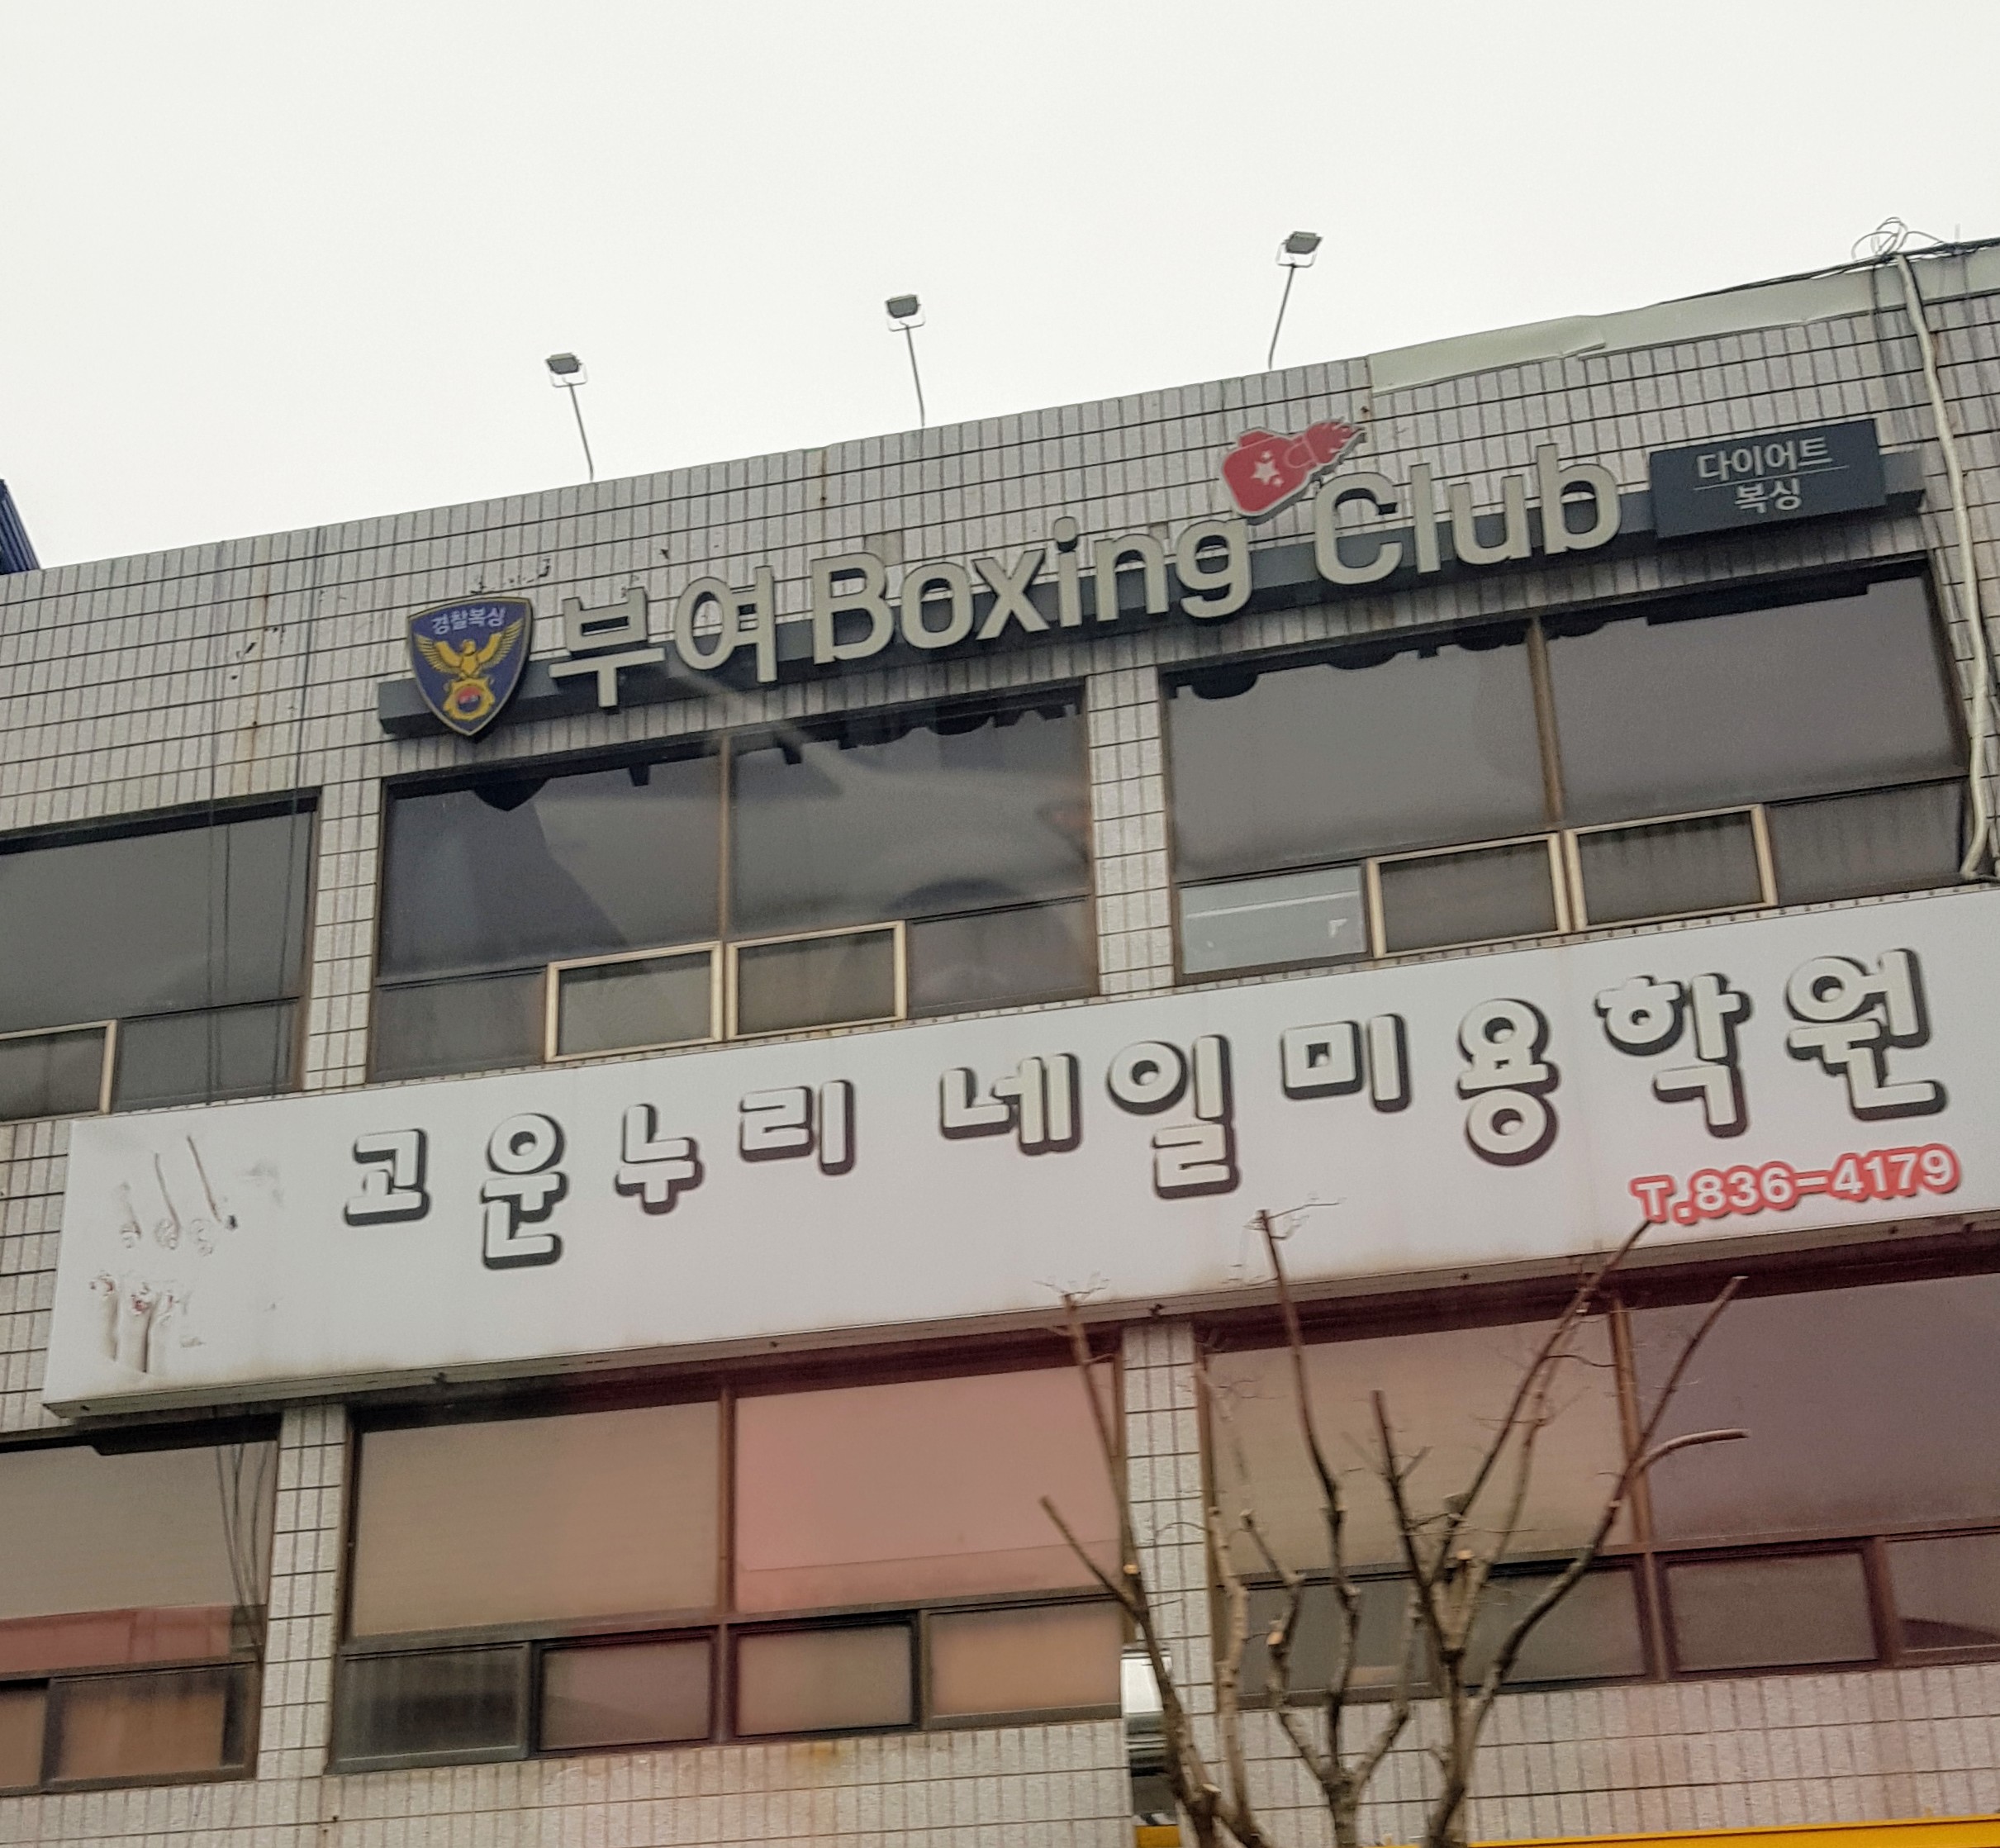 경찰복싱
부여 Boxing Club
다이어트
복싱
고운누리 네일미용학원
T.836-4179